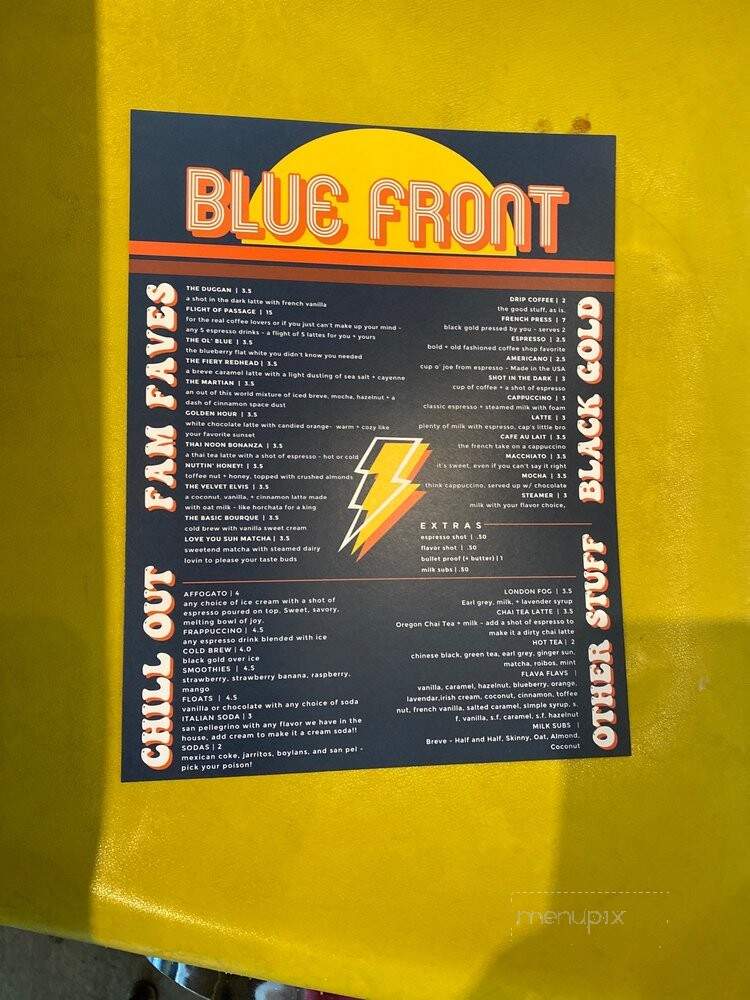 BLUE FRONT
FAM FAVES
THE DUGGAN | 3.5
a shot in the dark latte with french vanilla
FLIGHT OF PASSAGE | 15
for the real coffee lovers or if you just can't make up your mind -
any 5 espresso drinks - a flight of 5 lattes for you + yours
THE OL' BLUE | 3.5
the blueberry flat white you didn't know you needed
THE FIERY REDHEAD | 3.5
a breve caramel latte with a light dusting of sea salt + cayenne
THE MARTIAN | 3.5
an out of this world mixture of iced breve, mocha, hazelnut + a
dash of cinnamon space dust
GOLDEN HOUR | 3.5
white chocolate latte with candied orange- warm + cozy like
your favorite sunset
THAI NOON BONANZA | 3.5
a thai tea latte with a shot of espresso - hot or cold
NUTTIN' HONEY! | 3.5
toffee nut + honey, topped with crushed almonds
THE VELVET ELVIS | 3.5
a coconut, vanilla, + cinnamon latte made
with oat milk - like horchata for a king
THE BASIC BOURQUE | 3.5
cold brew with vanilla sweet cream
LOVE YOU SUH MATCHA | 3.5
sweetend matcha with steamed dairy
lovin to please your taste buds
BLACK GOLD
DRIP COFFEE | 2
the good stuff, as is.
FRENCH PRESS | 7
black gold pressed by you - serves 2
ESPRESSO | 2.5
bold + old fashioned coffee shop favorite
AMERICANO | 2.5
cup o' joe from espresso - Made in the USA
SHOT IN THE DARK | 3
cup of coffee + a shot of espresso
CAPPUCCINO | 3
classic espresso + steamed milk with foam
LATTE | 3
plenty of milk with espresso, cap's little bro
CAFE AU LAIT | 3.5
the french take on a cappuccino
MACCHIATO | 3.5
it's sweet, even if you can't say it right
MOCHA | 3.5
think cappuccino, served up w/ chocolate
STEAMER | 3
milk with your flavor choice,
EXTRAS
espresso shot | .50
flavor shot | .50
bullet proof (+ butter) | 1
milk subs | .50
CHILL OUT
AFFOGATO | 4
any choice of ice cream with a shot of
espresso poured on top. Sweet, savory,
melting bowl of joy.
FRAPPUCCINO | 4.5
any espresso drink blended with ice
COLD BREW | 4.0
black gold over ice
SMOOTHIES | 4.5
strawberry, strawberry banana, raspberry,
mango
FLOATS | 4.5
vanilla or chocolate with any choice of soda
ITALIAN SODA | 3
san pellegrino with any flavor we have in the
house, add cream to make it a cream soda!!
SODAS | 2
mexican coke, jarritos, boylans, and san pel -
pick your poison!
OTHER STUFF
LONDON FOG | 3.5
Earl grey, milk, + lavender syrup
CHAI TEA LATTE | 3.5
Oregon Chai Tea + milk - add a shot of espresso to
make it a dirty chai latte
HOT TEA | 2
chinese black, green tea, earl grey, ginger sun,
matcha, roibos, mint
FLAVA FLAVS |
vanilla, caramel, hazelnut, blueberry, orange,
lavendar,irish cream, coconut, cinnamon, toffee
nut, french vanilla, salted caramel, simple syrup, s.
f. vanilla, s.f. caramel, s.f. hazelnut
MILK SUBS |
Breve - Half and Half, Skinny, Oat, Almond,
Coconut
menupix